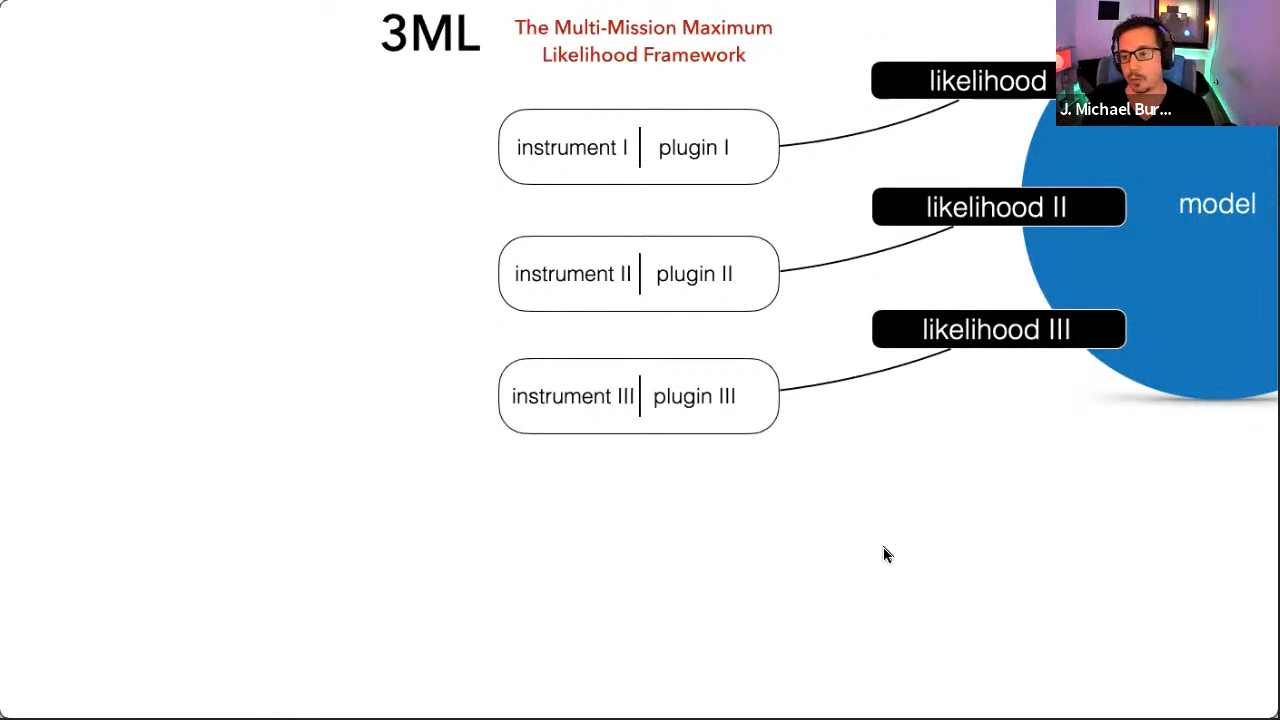 3ML
The Multi-Mission Maximum
Likelihood Framework
likelihood
J. Michael Bur...
instrument I
plugin I
likelihood II
model
instrument II
plugin II
likelihood III
instrument III
plugin III